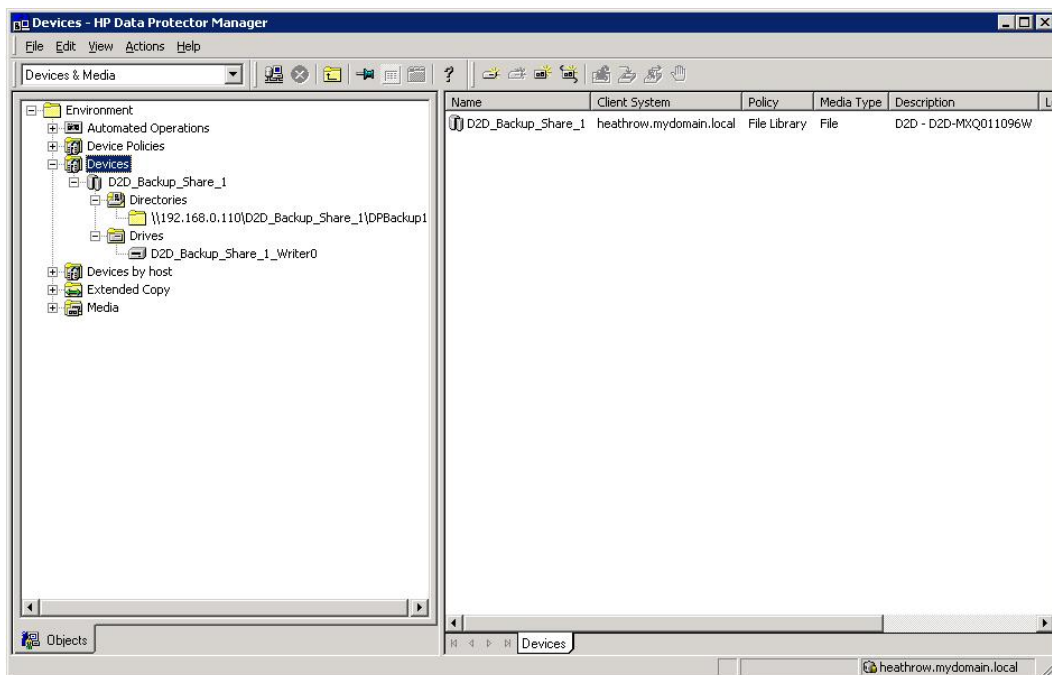 Devices - HP Data Protector Manager
File Edit View Actions Help
Devices & Media
Environment
Automated Operations
Device Policies
Devices
D2D_Backup_Share_1
Directories
\\192.168.0.110\D2D_Backup_Share_1\DPBackup1
Drives
D2D_Backup_Share_1_Writer0
Devices by host
Extended Copy
Media
Objects
Name Client System Policy Media Type Description L
D2D_Backup_Share_1 heathrow.mydomain.local File Library File D2D - D2D-MXQ011096W
Devices
heathrow.mydomain.local